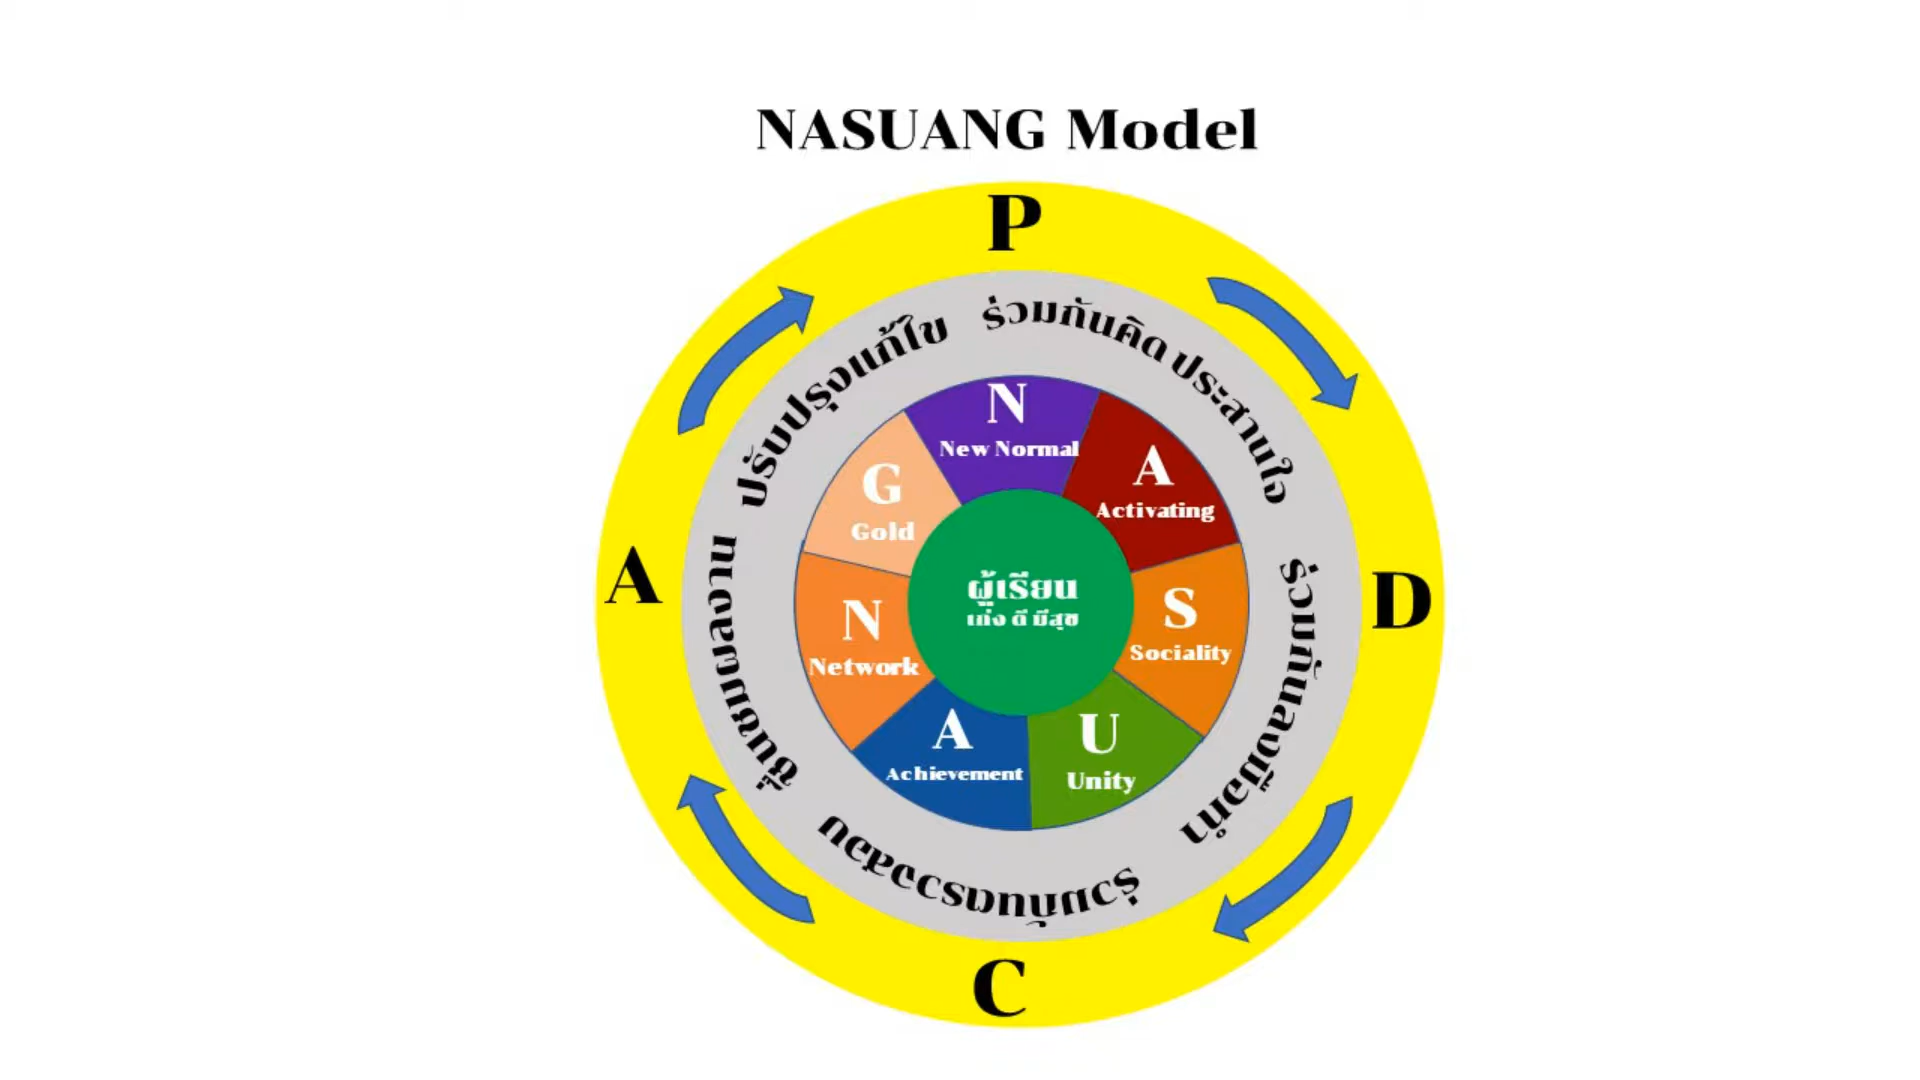 NASUANG Model
P
D
C
A
ร่วมกันคิด ประสานใจ
ร่วมกันลงมือทำ
ร่วมกันตรวจสอบ
ชื่นชมผลงาน
ปรับปรุงแก้ไข
N
New Normal
A
Activating
S
Sociality
U
Unity
A
Achievement
N
Network
G
Gold
ผู้เรียน
เก่ง ดี มีสุข